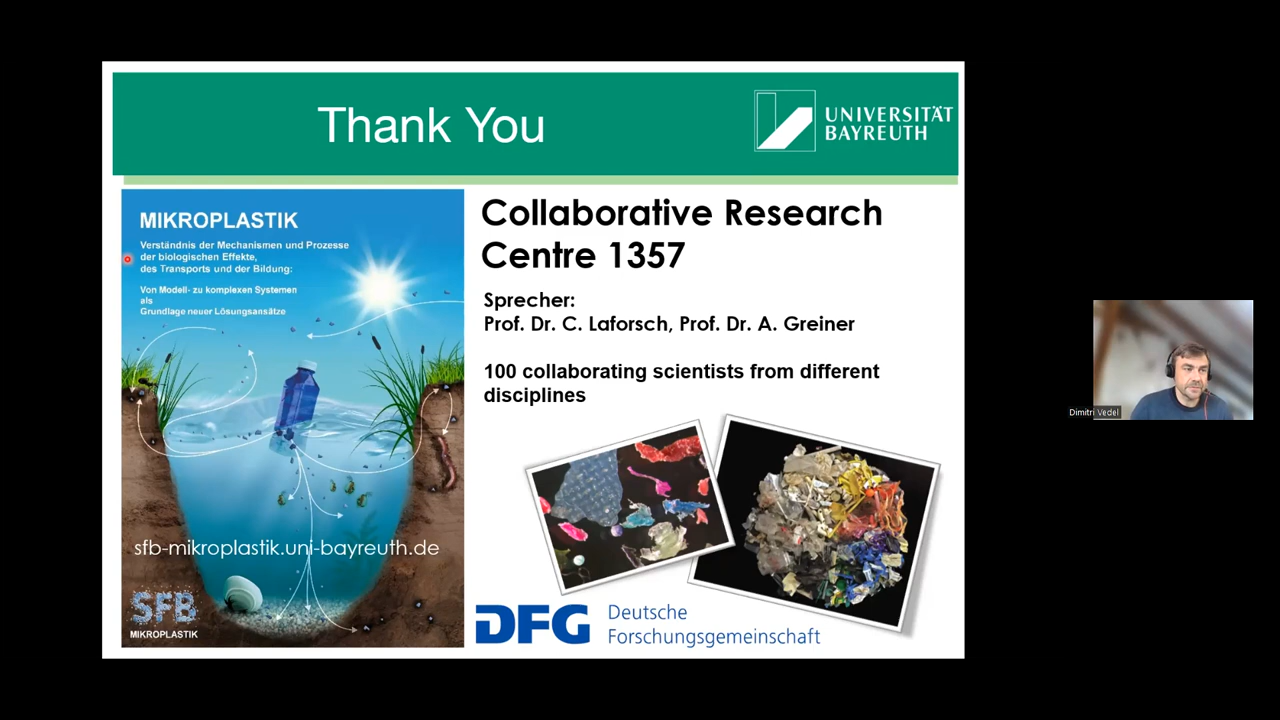 Thank You
UNIVERSITÄT
BAYREUTH
MIKROPLASTIK
Verständnis der Mechanismen und Prozesse
der biologischen Effekte,
des Transports und der Bildung:
Von Modell- zu komplexen Systemen
als
Grundlage neuer Lösungsansätze
sfb-mikroplastik.uni-bayreuth.de
SFB
MIKROPLASTIK
Collaborative Research
Centre 1357
Sprecher:
Prof. Dr. C. Laforsch, Prof. Dr. A. Greiner
100 collaborating scientists from different
disciplines
DFG
Deutsche
Forschungsgemeinschaft
Dimitri Vedel